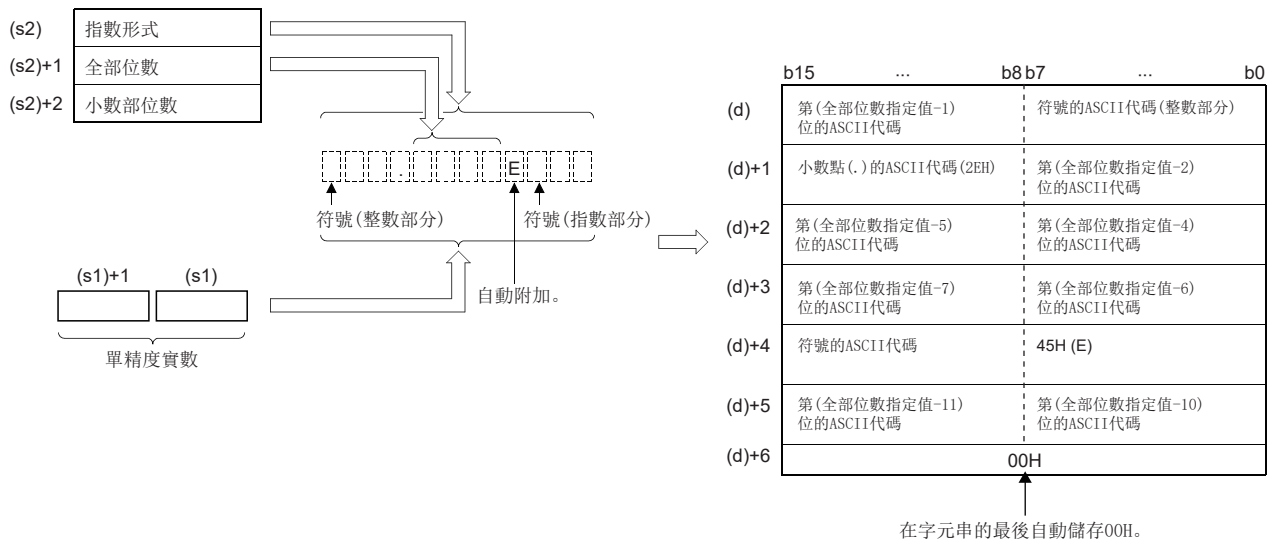 (s2) 指數形式
(s2)+1 全部位數
(s2)+2 小數部位數
. E
符號(整數部分) 符號(指數部分)
自動附加。
(s1)+1 (s1)
單精度實數
b15 ... b8 b7 ... b0
(d) 第(全部位數指定值-1)
位的ASCII代碼
符號的ASCII代碼(整數部分)
(d)+1 小數點(.)的ASCII代碼(2EH)
第(全部位數指定值-2)
位的ASCII代碼
(d)+2 第(全部位數指定值-5)
位的ASCII代碼
第(全部位數指定值-4)
位的ASCII代碼
(d)+3 第(全部位數指定值-7)
位的ASCII代碼
第(全部位數指定值-6)
位的ASCII代碼
(d)+4 符號的ASCII代碼
45H (E)
(d)+5 第(全部位數指定值-11)
位的ASCII代碼
第(全部位數指定值-10)
位的ASCII代碼
(d)+6 00H
在字元串的最後自動儲存00H。